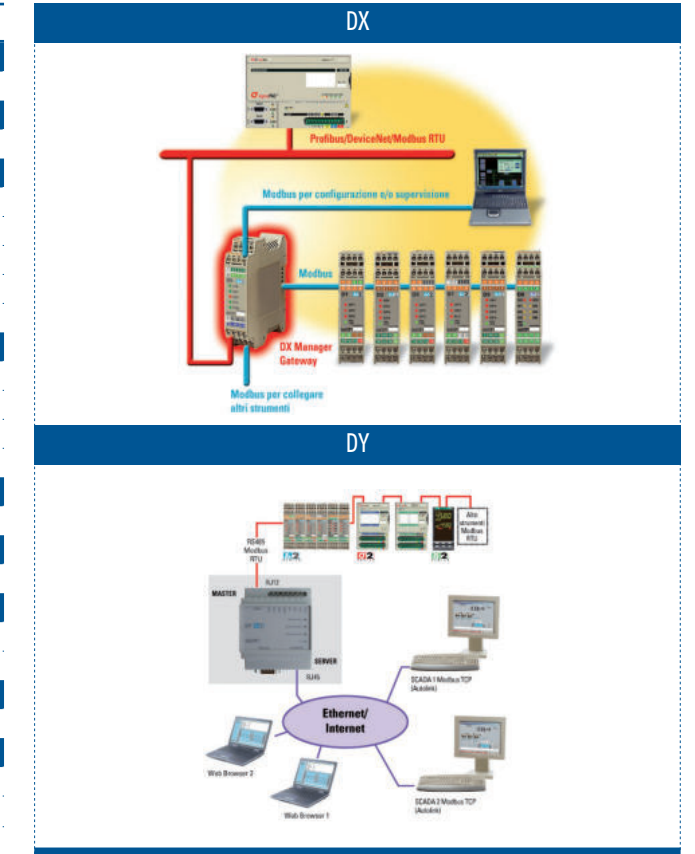 DX
Profibus/DeviceNet/Modbus RTU
Modbus per configurazione e/o supervisione
Modbus
DX Manager
Gateway
Modbus per collegare
altri strumenti
DY
RS485
Modbus
RTU
Altri
strumenti
Modbus
RTU
MASTER
RJ12
SERVER
RJ45
SCADA 1 Modbus TCP
(Autolink)
Ethernet/
Internet
Web Browser 2
Web Browser 1
SCADA 2 Modbus TCP
(Autolink)